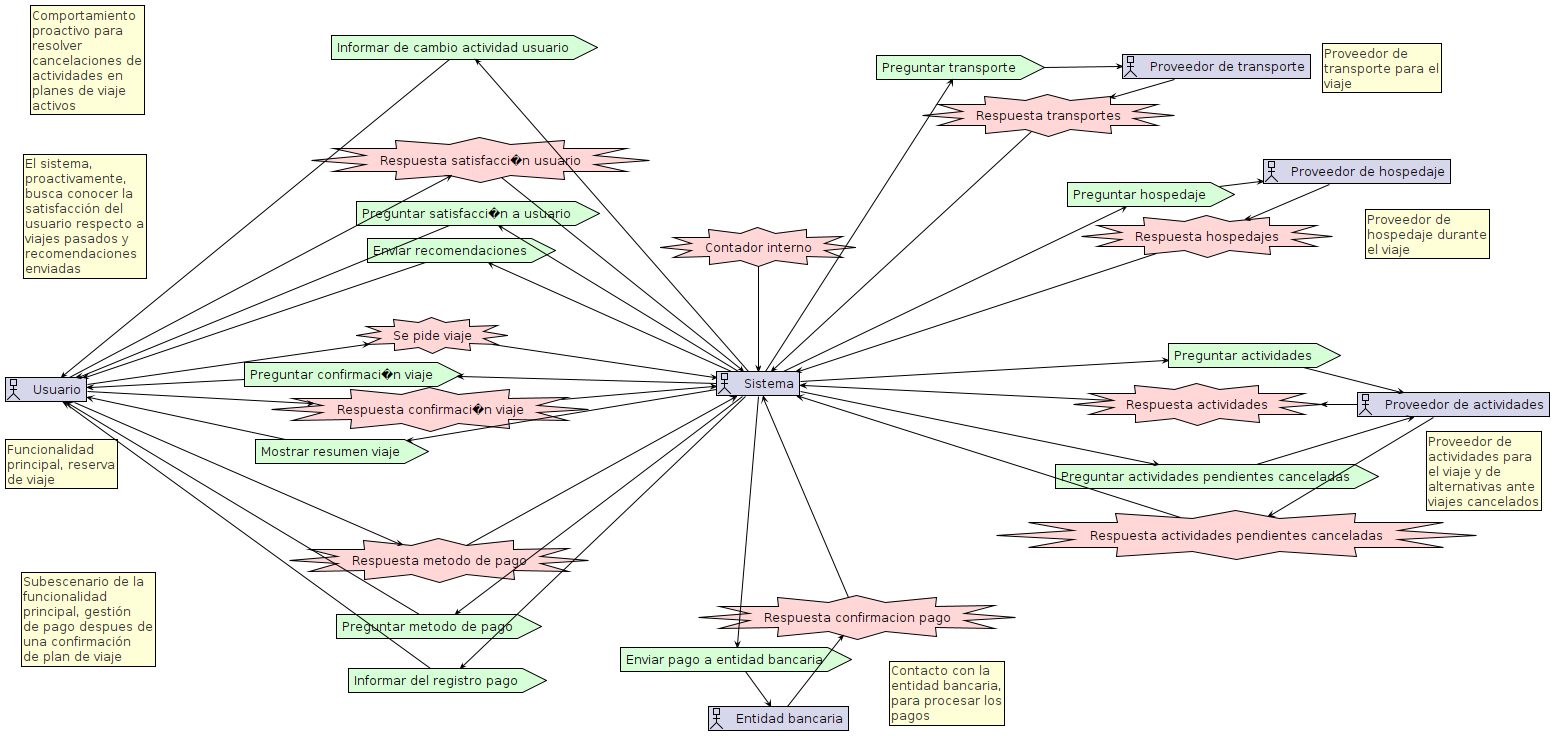 Comportamiento
proactivo para
resolver
cancelaciones de
actividades en
planes de viaje
activos
Informar de cambio actividad usuario
Preguntar transporte
Proveedor de transporte
Proveedor de
transporte para el
viaje
Respuesta transportes
El sistema,
proactivamente,
busca conocer la
satisfacción del
usuario respecto a
viajes pasados y
recomendaciones
enviadas
Respuesta satisfacci�n usuario
Preguntar satisfacci�n a usuario
Enviar recomendaciones
Contador interno
Preguntar hospedaje
Proveedor de hospedaje
Respuesta hospedajes
Proveedor de
hospedaje durante
el viaje
Se pide viaje
Preguntar confirmaci�n viaje
Usuario
Respuesta confirmaci�n viaje
Mostrar resumen viaje
Sistema
Preguntar actividades
Respuesta actividades
Proveedor de actividades
Funcionalidad
principal, reserva
de viaje
Preguntar actividades pendientes canceladas
Proveedor de
actividades para
el viaje y de
alternativas ante
viajes cancelados
Respuesta actividades pendientes canceladas
Respuesta metodo de pago
Subescenario de la
funcionalidad
principal, gestión
de pago despues de
una confirmación
de plan de viaje
Preguntar metodo de pago
Informar del registro pago
Respuesta confirmacion pago
Enviar pago a entidad bancaria
Entidad bancaria
Contacto con la
entidad bancaria,
para procesar los
pagos